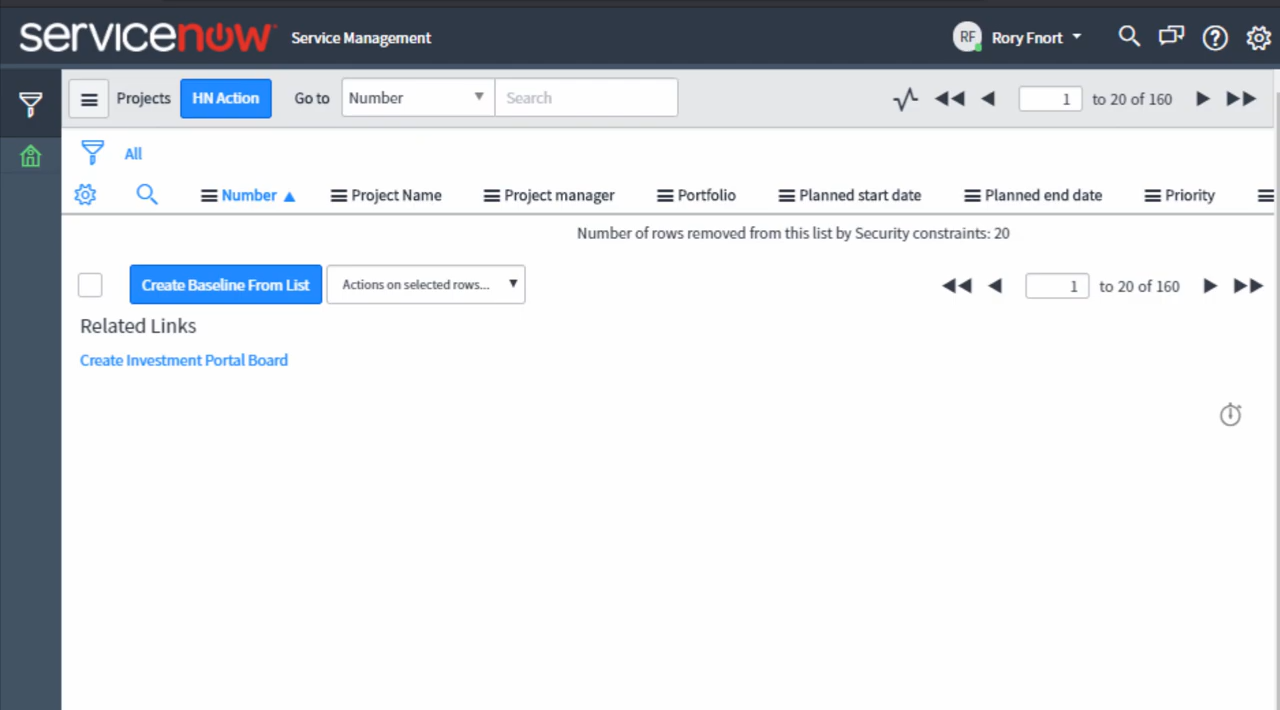 servicenow Service Management RF Rory Fnort
Projects HN Action Go to Number Search 1 to 20 of 160
All
Number Project Name Project manager Portfolio Planned start date Planned end date Priority
Number of rows removed from this list by Security constraints: 20
Create Baseline From List Actions on selected rows... 1 to 20 of 160
Related Links
Create Investment Portal Board